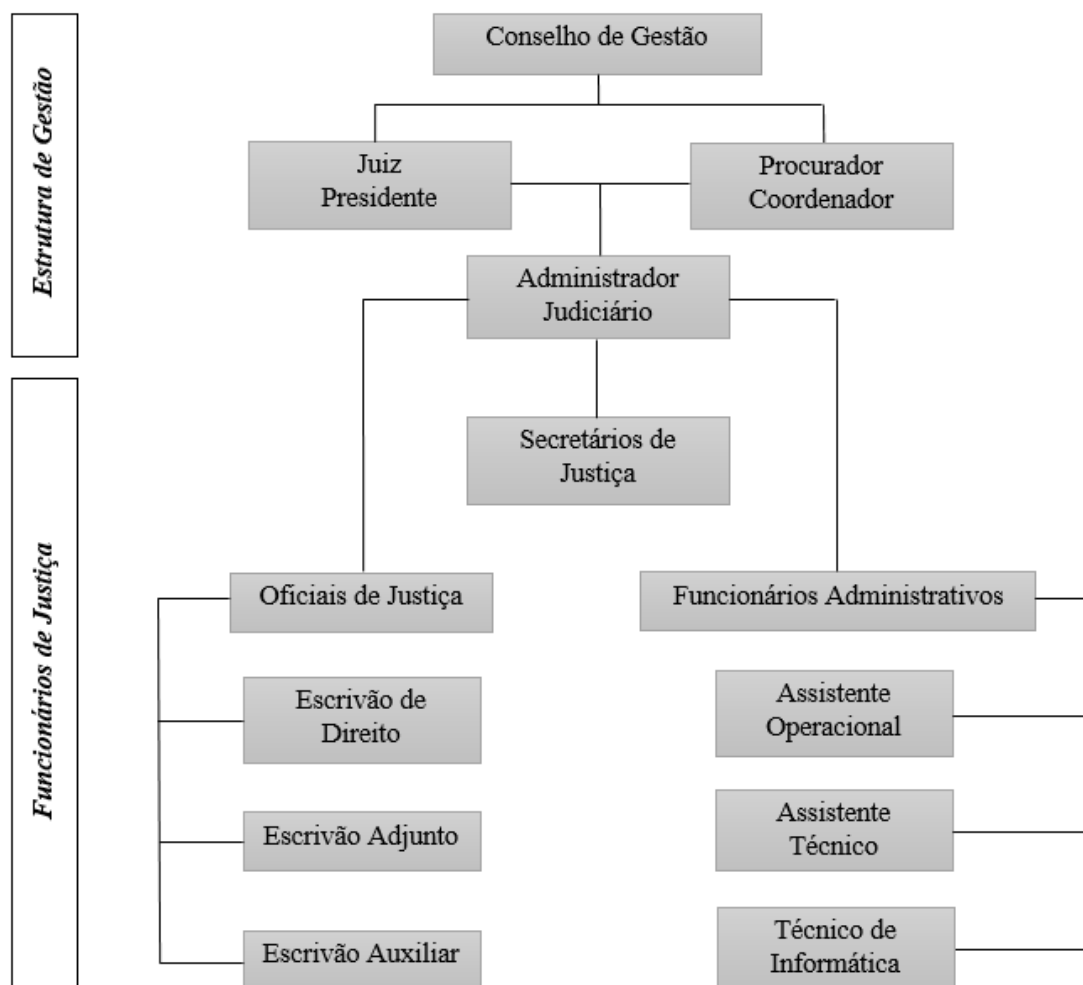 Estrutura de Gestão
Conselho de Gestão
Juiz
Presidente
Procurador
Coordenador
Administrador
Judiciário
Funcionários de Justiça
Secretários de
Justiça
Oficiais de Justiça
Funcionários Administrativos
Escrivão de
Direito
Assistente
Operacional
Escrivão Adjunto
Assistente
Técnico
Escrivão Auxiliar
Técnico de
Informática